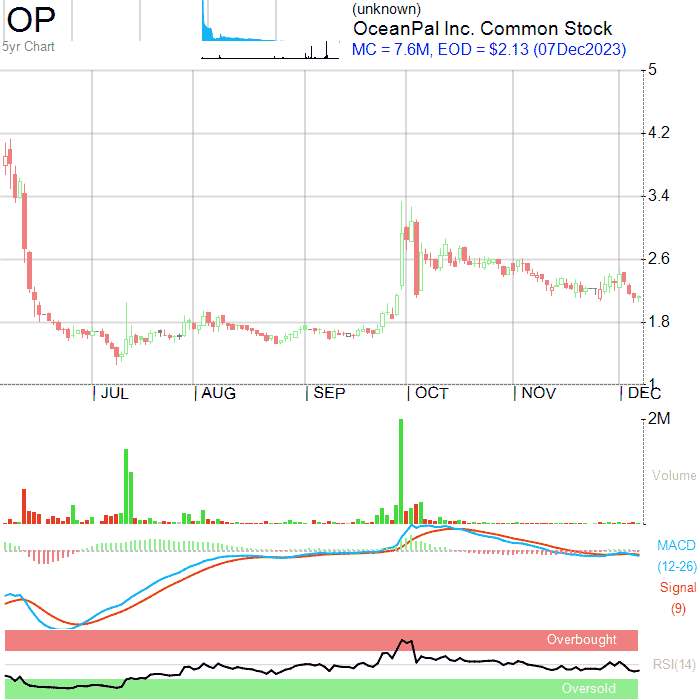 OP
5yr Chart
(unknown)
OceanPal Inc. Common Stock
MC = 7.6M, EOD = $2.13 (07Dec2023)
5
4.2
3.4
2.6
1.8
1
JUL AUG SEP OCT NOV DEC
2M
Volume
MACD
(12-26)
Signal
(9)
Overbought
RSI(14)
Oversold